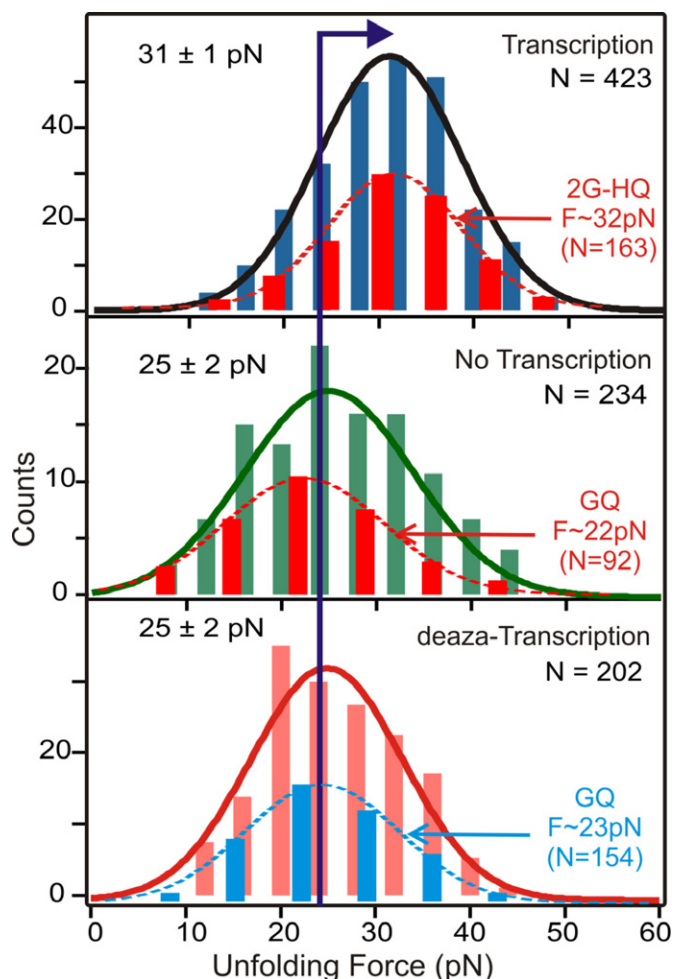 31 ± 1 pN
Transcription
N = 423
40
20
0
2G-HQ
F~32pN
(N=163)
25 ± 2 pN
No Transcription
N = 234
20
10
0
GQ
F~22pN
(N=92)
25 ± 2 pN
deaza-Transcription
N = 202
20
0
GQ
F~23pN
(N=154)
Counts
0 10 20 30 40 50 60
Unfolding Force (pN)